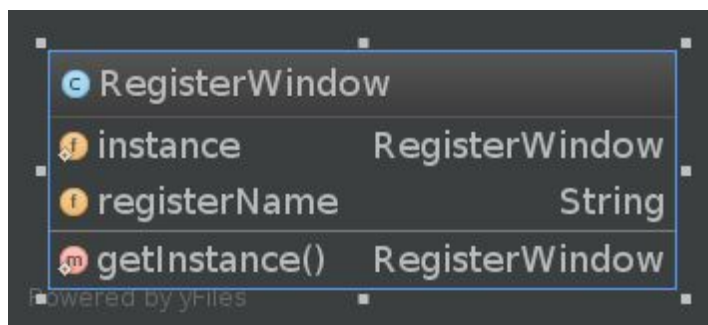 c RegisterWindow
f instance RegisterWindow
f registerName String
m getInstance() RegisterWindow
Powered by yFiles